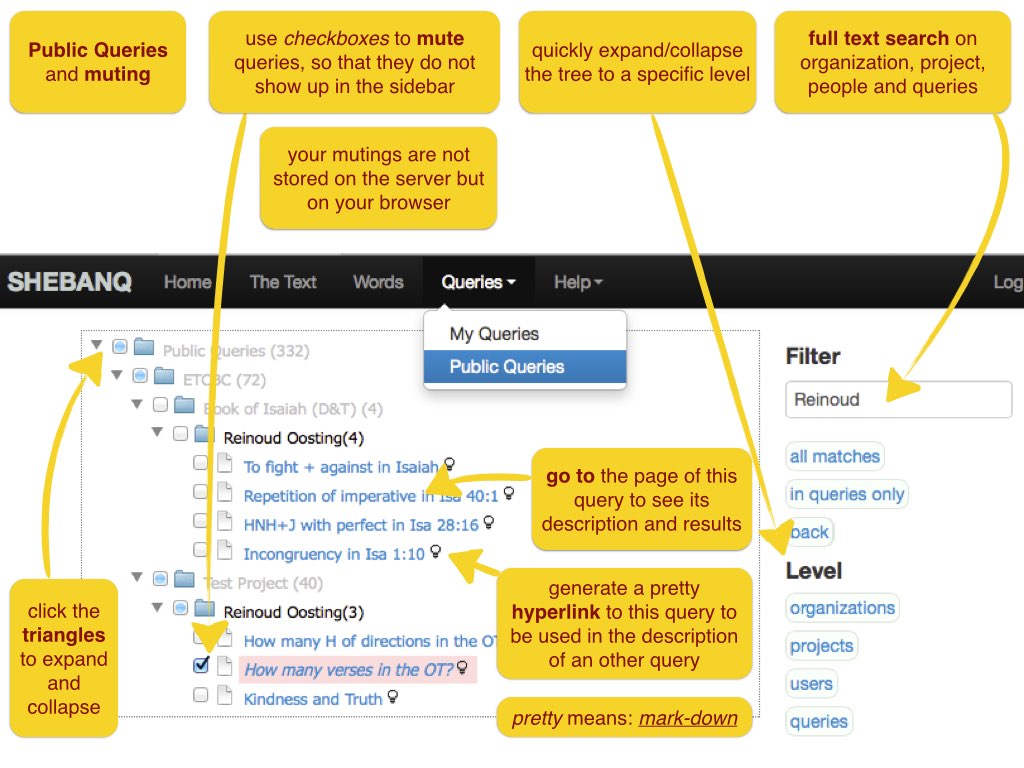 Public Queries
and muting
use checkboxes to mute
queries, so that they do not
show up in the sidebar
quickly expand/collapse
the tree to a specific level
full text search on
organization, project,
people and queries
your mutings are not
stored on the server but
on your browser
SHEBANQ Home The Text Words Queries Help Log
My Queries
Public Queries
Public Queries (332)
ETCBC (72)
Book of Isaiah (D&T) (4)
Reinoud Oosting(4)
To fight + against in Isaiah
Repetition of imperative in Isa 40:1
HNH+J with perfect in Isa 28:16
Incongruency in Isa 1:10
Test Project (40)
Reinoud Oosting(3)
How many H of directions in the OT
How many verses in the OT?
Kindness and Truth
Filter
Reinoud
all matches
in queries only
back
Level
organizations
projects
users
queries
go to the page of this
query to see its
description and results
generate a pretty
hyperlink to this query to
be used in the description
of an other query
pretty means: mark-down
click the
triangles
to expand
and
collapse